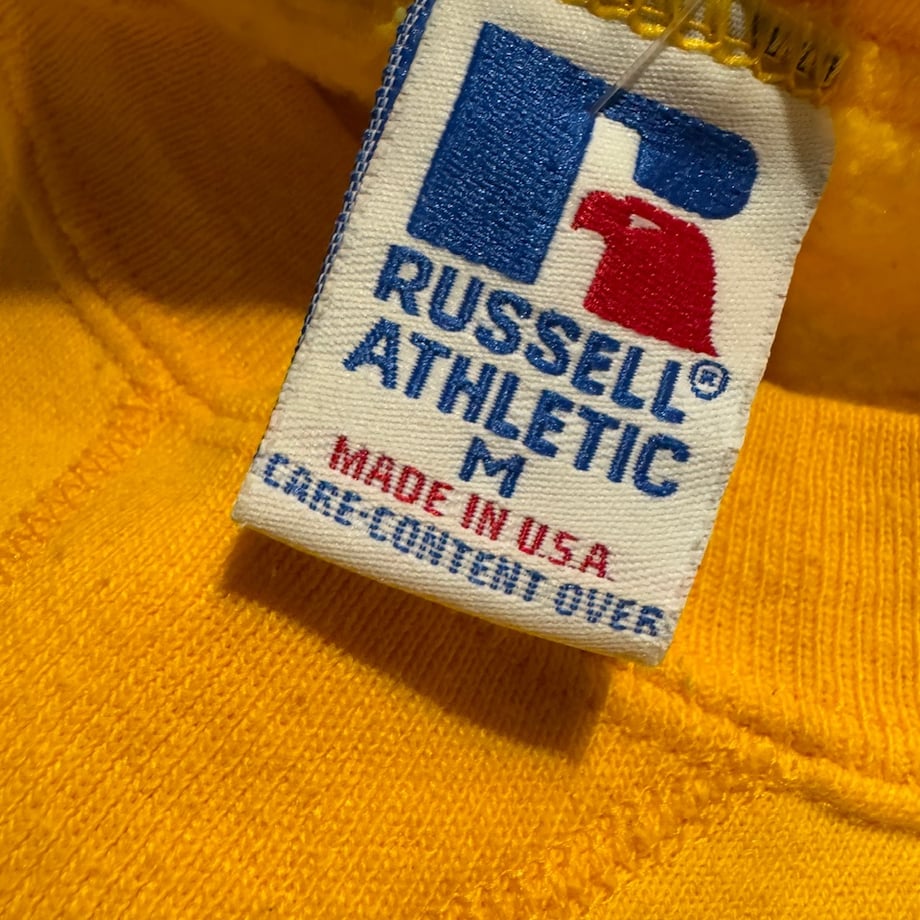 RUSSELL®
ATHLETIC
M
MADE IN U.S.A.
CARE-CONTENT OVER